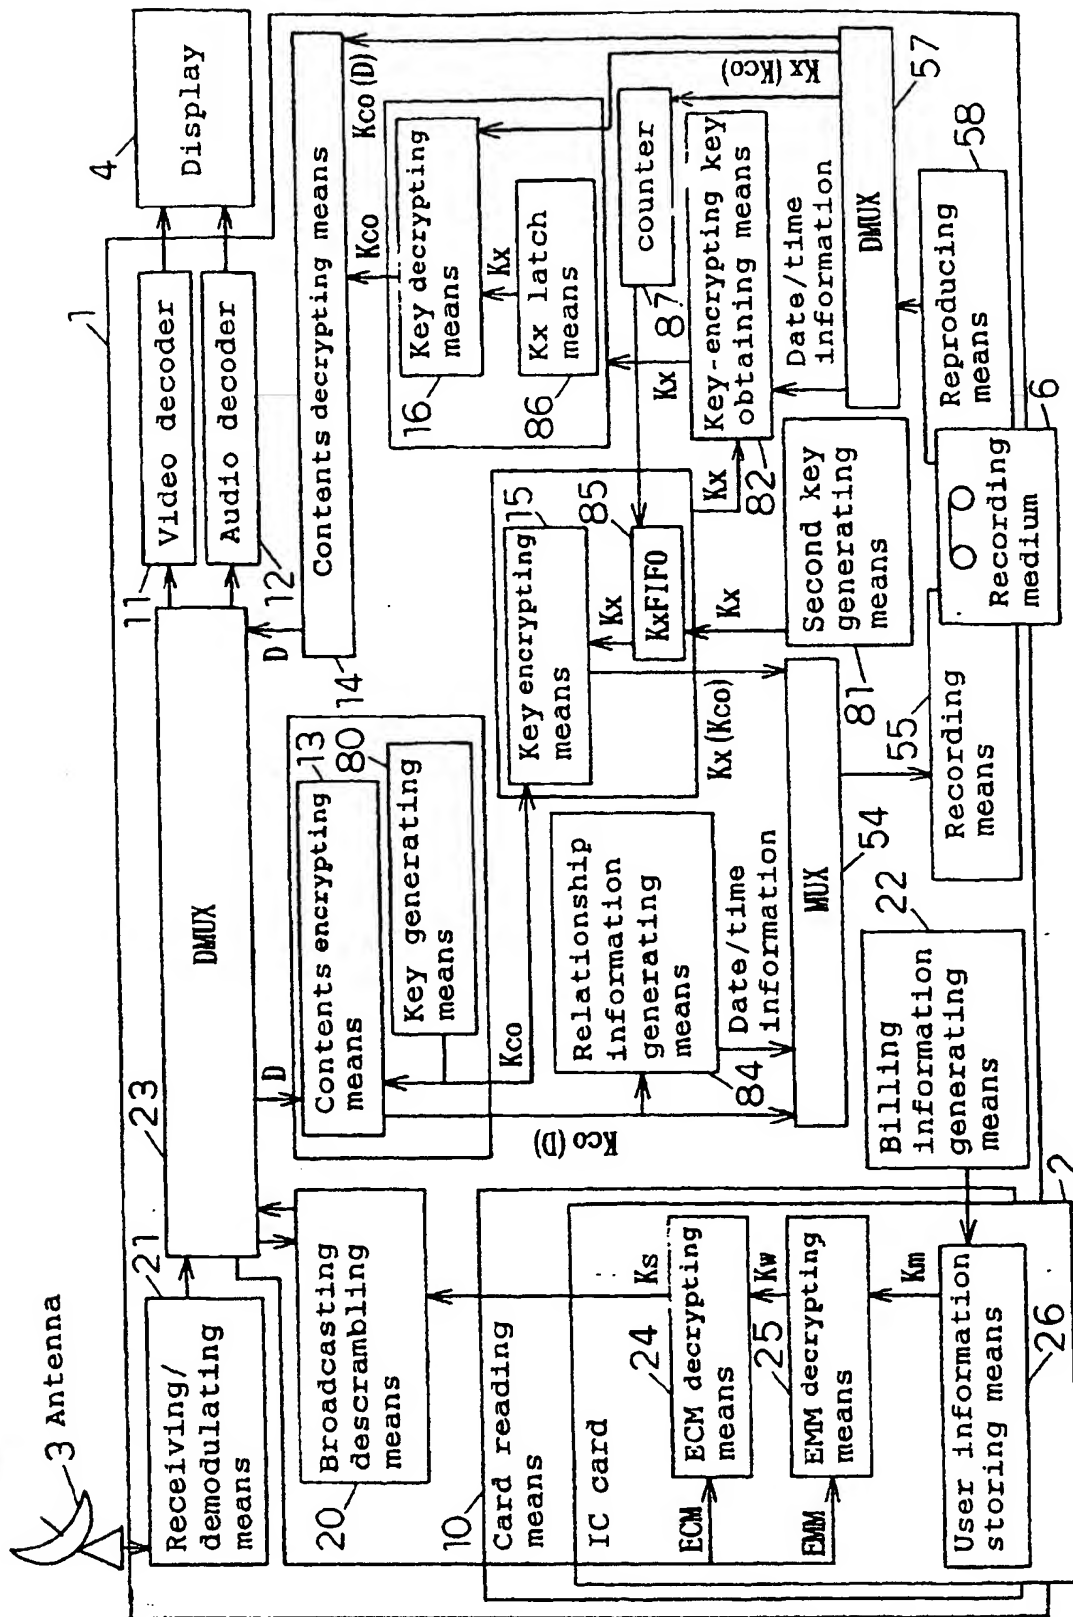 3 Antenna
Receiving/
demodulating
means
21
23
DMUX
1
4
Display
11
Video decoder
Audio decoder
12
D
D
20
Broadcasting
descrambling
means
13
Contents encrypting
means
80
Key generating
means
14
Contents decrypting means
Kco (D)
Kco
Kco
Kco (D)
10
Card reading
means
Ks
IC card
24
ECM decrypting
means
ECM
Kw
25
EMM decrypting
means
EMM
Km
User information
storing means
26
2
22
Billing
information
generating
means
Relationship
information
generating
means
84
Date/time
information
MUX
54
Key encrypting
means
15
Kx
KxFIFO
85
Kx
Kx (Kco)
Kx
Second key
generating
means
81
16
Key decrypting
means
Kx
Kx latch
means
86
Kx
counter
87
Key-encrypting key
obtaining means
82
Kx (Kco)
Date/time
information
DMUX
57
55
Recording
means
Reproducing
means
58
Recording
medium
6